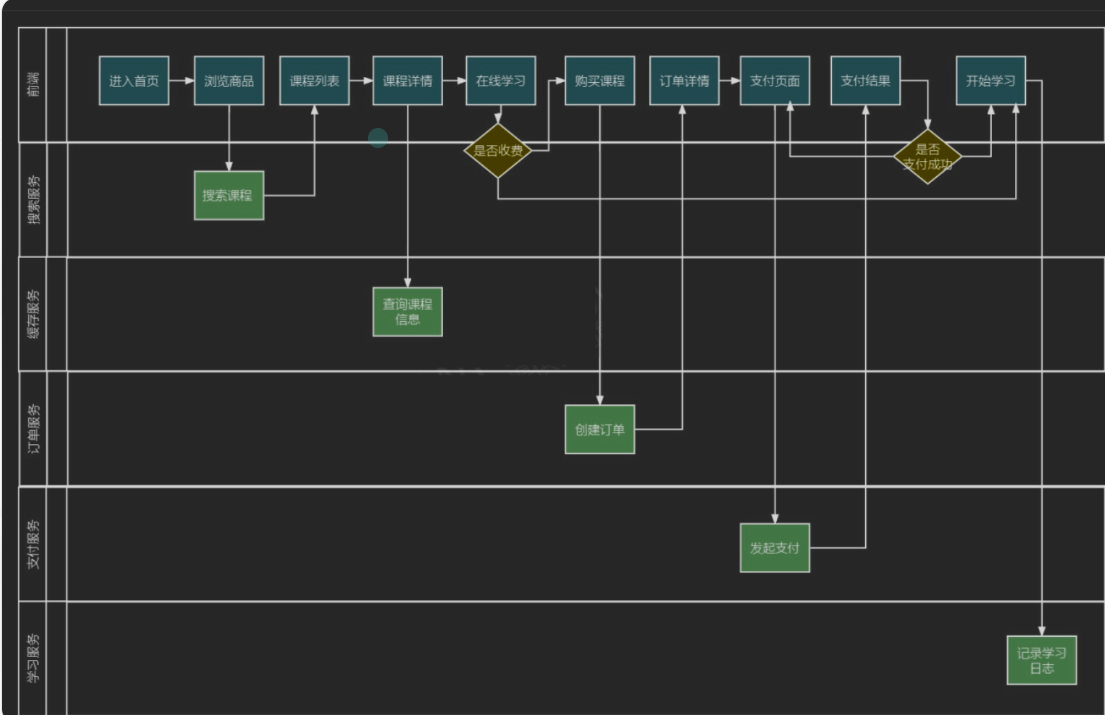 前端
进入首页
浏览商品
课程列表
课程详情
在线学习
购买课程
订单详情
支付页面
支付结果
开始学习
是否收费
是否
支付成功
搜索服务
搜索课程
缓存服务
查询课程
信息
订单服务
创建订单
支付服务
发起支付
学习服务
记录学习
日志